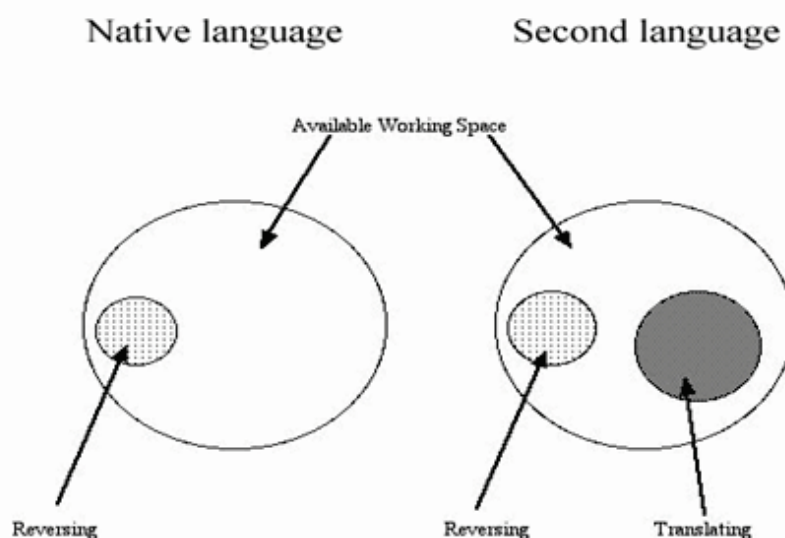 Native language
Second language
Available Working Space
Reversing
Reversing
Translating